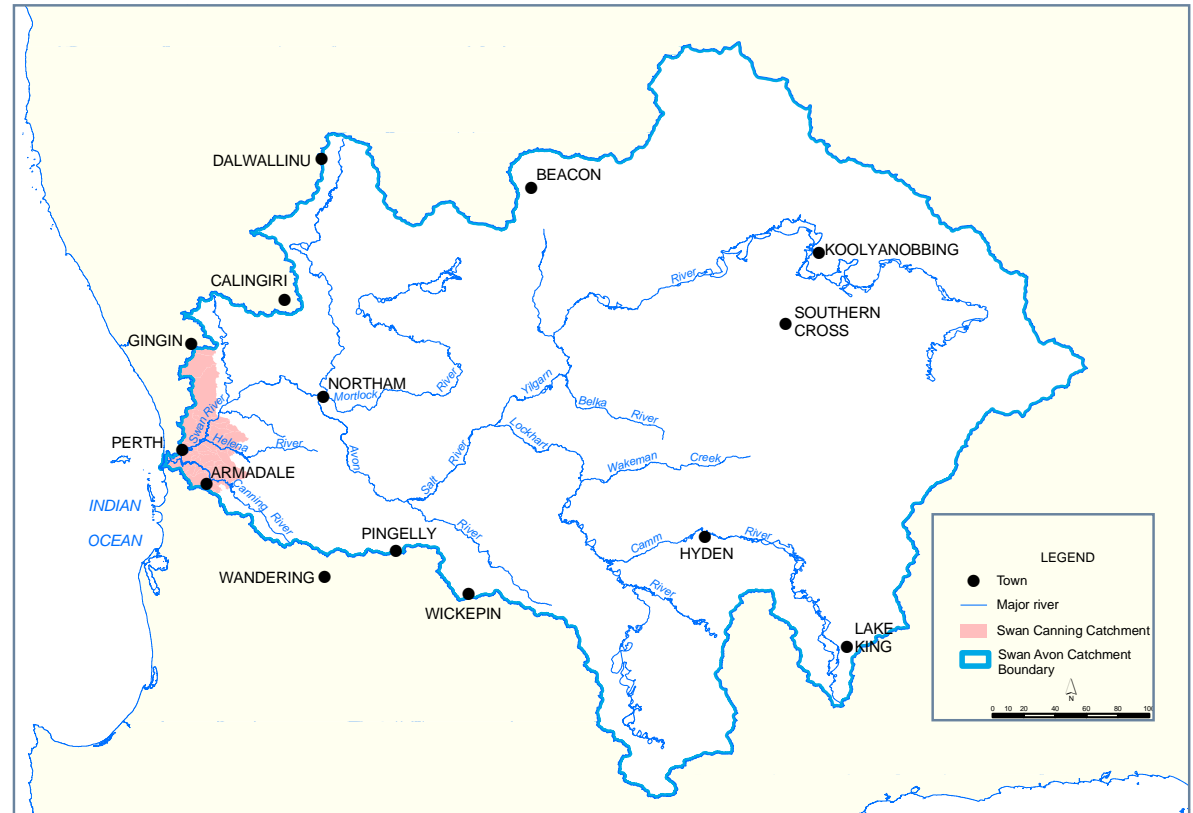 DALWALLINU
BEACON
KOOLYANOBBING
River
CALINGIRI
SOUTHERN
CROSS
GINGIN
NORTHAM
Mortlock
River
Yilgarn
Belka
River
Swan River
PERTH
Helena
River
Avon
Lockhart
River
Salt
Wakeman
Creek
ARMADALE
Canning
River
INDIAN
OCEAN
River
PINGELLY
Camm
River
HYDEN
WANDERING
River
WICKEPIN
LAKE
KING
LEGEND
Town
Major river
Swan Canning Catchment
Swan Avon Catchment
Boundary
N
0 10 20 40 60 80 100